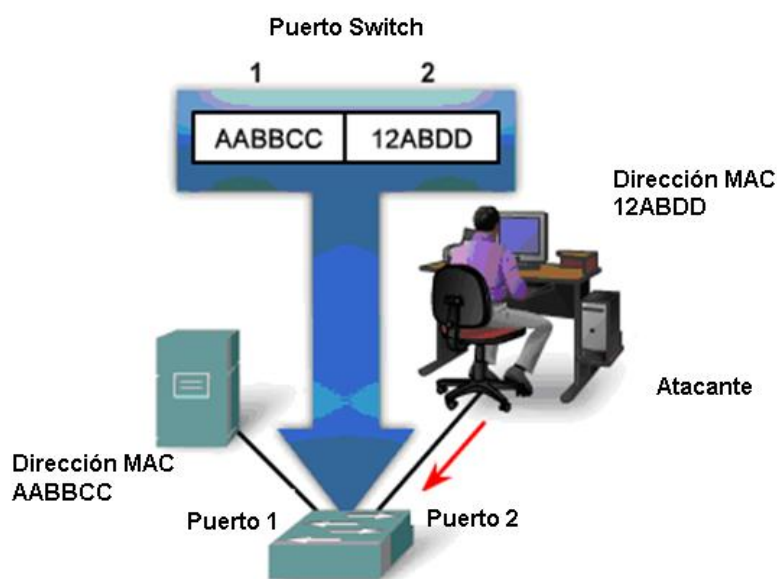 Puerto Switch
1 2
AABBCC 12ABDD
Dirección MAC
12ABDD
Atacante
Dirección MAC
AABBCC
Puerto 1 Puerto 2